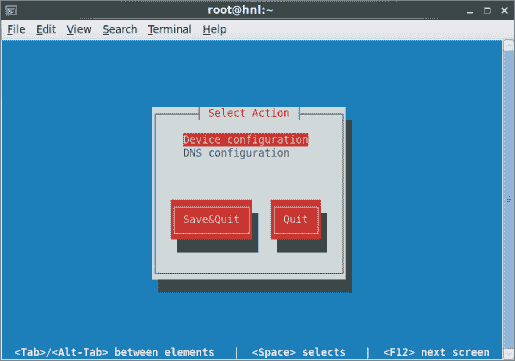 root@hnl:~
File Edit View Search Terminal Help
Select Action
Device configuration
DNS configuration
Save&Quit Quit
<Tab>/<Alt-Tab> between elements | <Space> selects | <F12> next screen